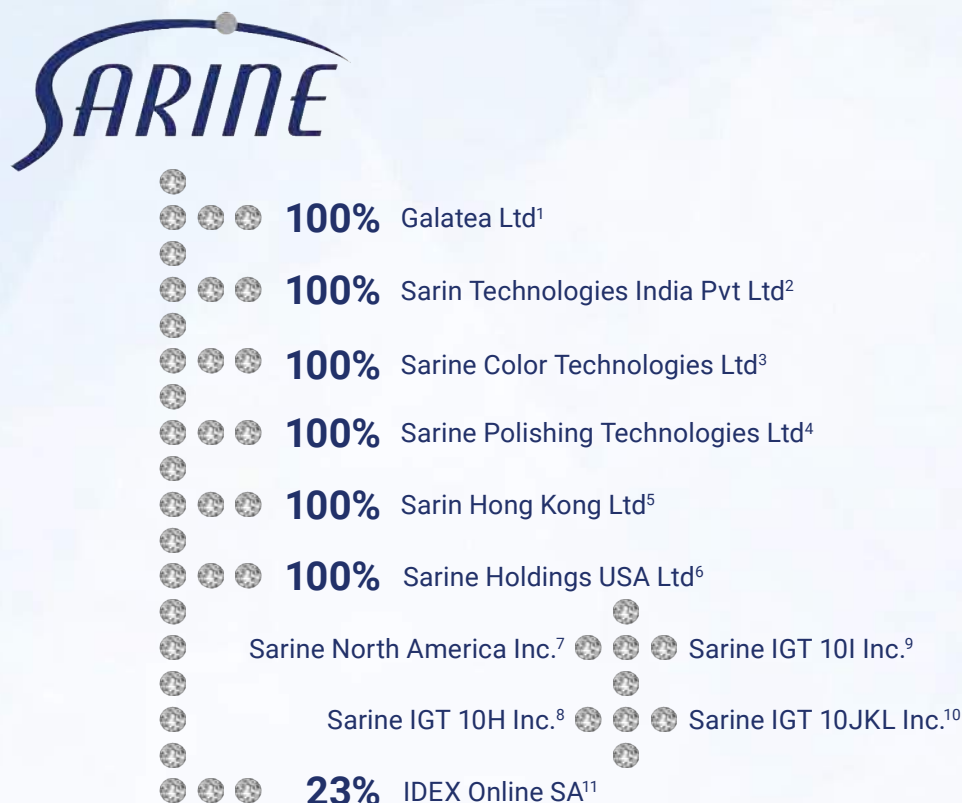 SARINE
100% Galatea Ltd¹
100% Sarin Technologies India Pvt Ltd²
100% Sarine Color Technologies Ltd³
100% Sarine Polishing Technologies Ltd⁴
100% Sarin Hong Kong Ltd⁵
100% Sarine Holdings USA Ltd⁶
Sarine North America Inc.⁷ Sarine IGT 10I Inc.⁹
Sarine IGT 10H Inc.⁸ Sarine IGT 10JKL Inc.¹⁰
23% IDEX Online SA¹¹